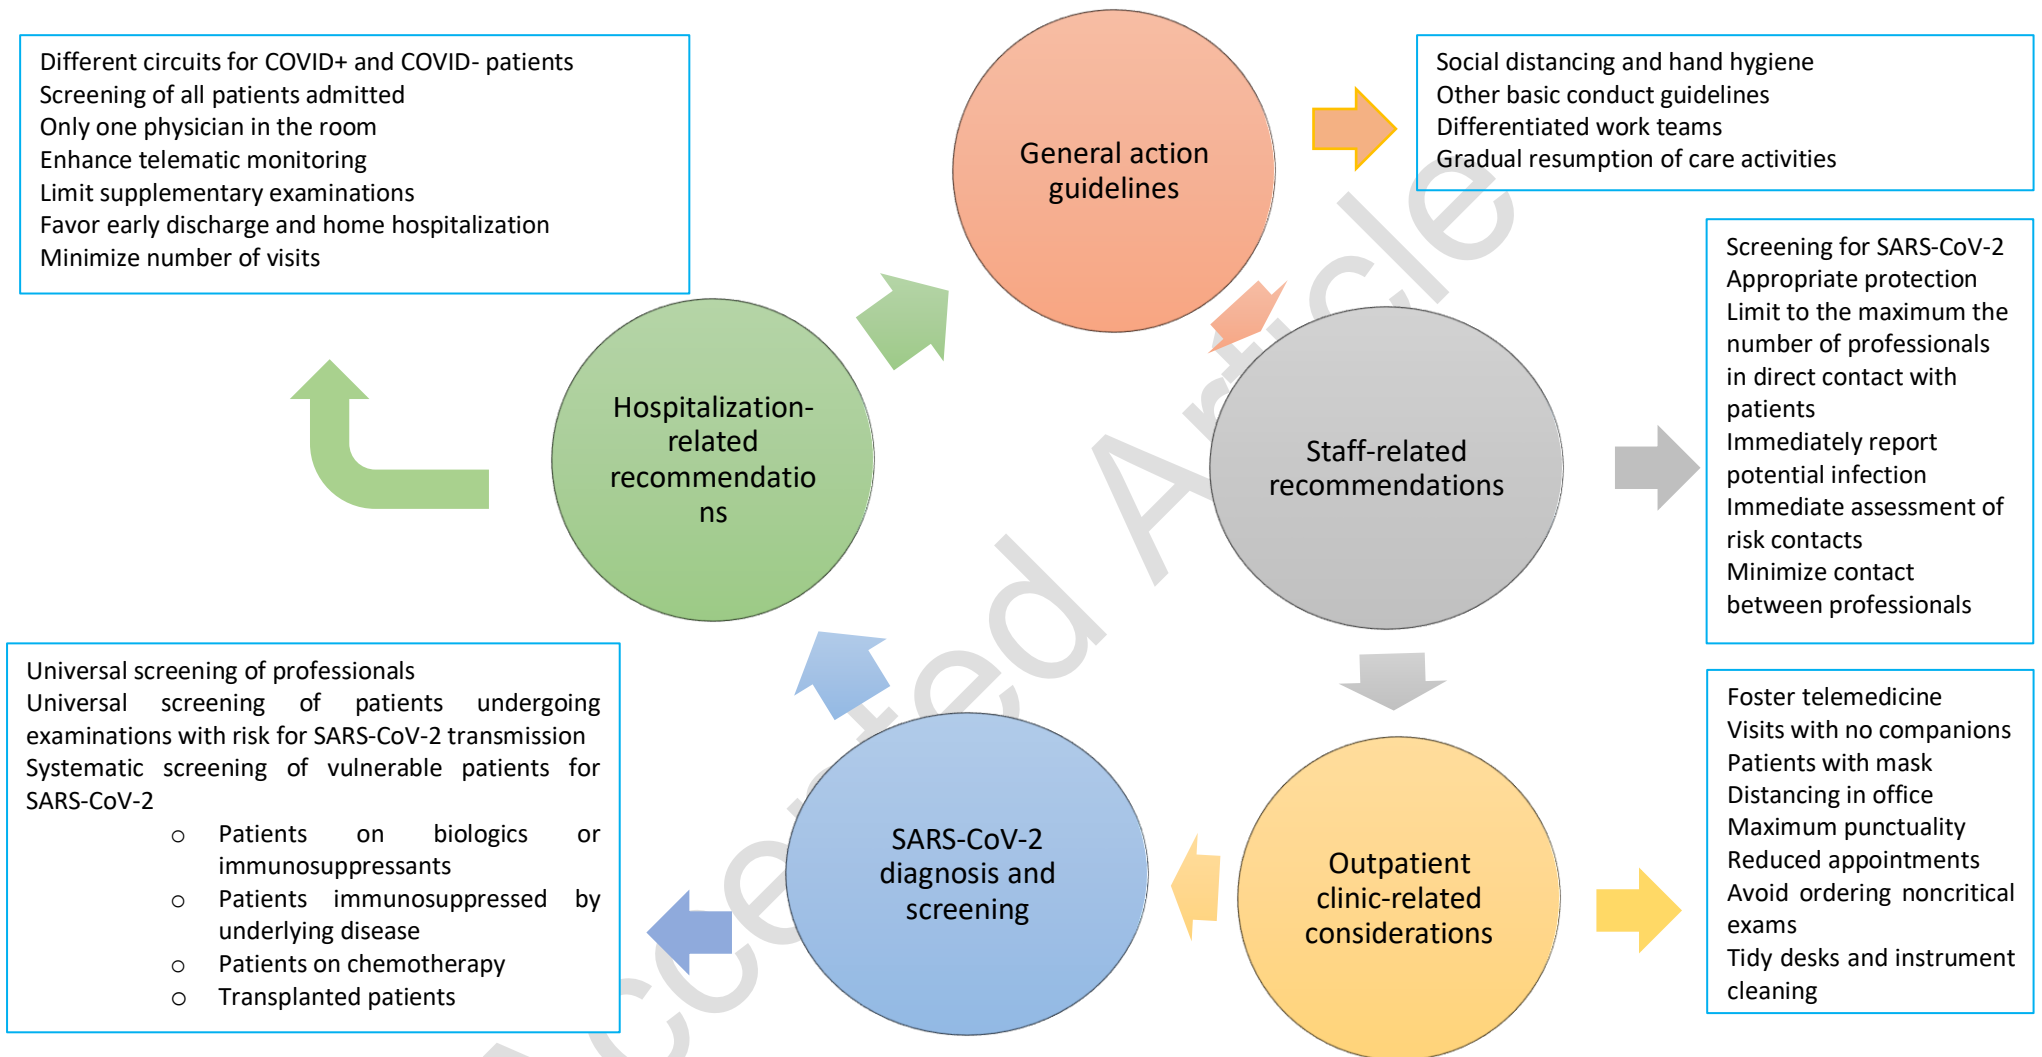 Different circuits for COVID+ and COVID- patients
Screening of all patients admitted
Only one physician in the room
Enhance telematic monitoring
Limit supplementary examinations
Favor early discharge and home hospitalization
Minimize number of visits
General action
guidelines
Social distancing and hand hygiene
Other basic conduct guidelines
Differentiated work teams
Gradual resumption of care activities
Hospitalization-
related
recommendatio
ns
Staff-related
recommendations
Screening for SARS-CoV-2
Appropriate protection
Limit to the maximum the
number of professionals
in direct contact with
patients
Immediately report
potential infection
Immediate assessment of
risk contacts
Minimize contact
between professionals
Universal screening of professionals
Universal screening of patients undergoing
examinations with risk for SARS-CoV-2 transmission
Systematic screening of vulnerable patients for
SARS-CoV-2
o Patients on biologics or
immunosuppressants
o Patients immunosuppressed by
underlying disease
o Patients on chemotherapy
o Transplanted patients
SARS-CoV-2
diagnosis and
screening
Outpatient
clinic-related
considerations
Foster telemedicine
Visits with no companions
Patients with mask
Distancing in office
Maximum punctuality
Reduced appointments
Avoid ordering noncritical
exams
Tidy desks and instrument
cleaning
Accepted Article